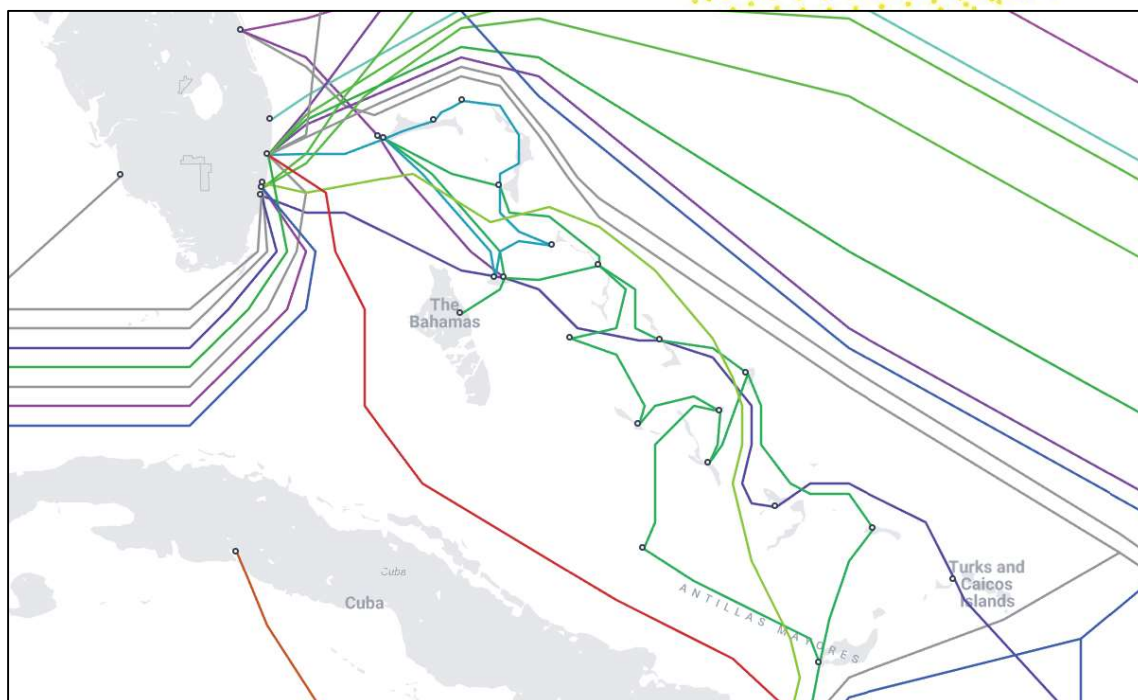 The
Bahamas
Cuba
Cuba
ANTILLAS MAYORES
Turks and
Caicos
Islands